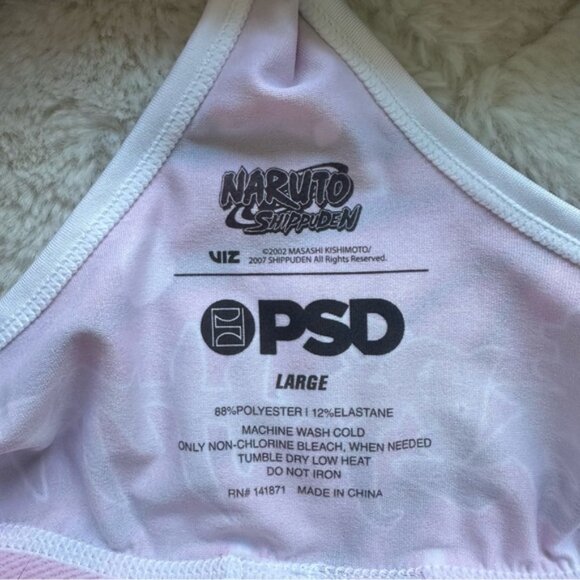 NARUTO
SHIPPUDEN
VIZ
©2002 MASASHI KISHIMOTO/
2007 SHIPPUDEN All Rights Reserved.
PSD
LARGE
88%POLYESTER | 12%ELASTANE
MACHINE WASH COLD
ONLY NON-CHLORINE BLEACH, WHEN NEEDED
TUMBLE DRY LOW HEAT
DO NOT IRON
RN# 141871 MADE IN CHINA